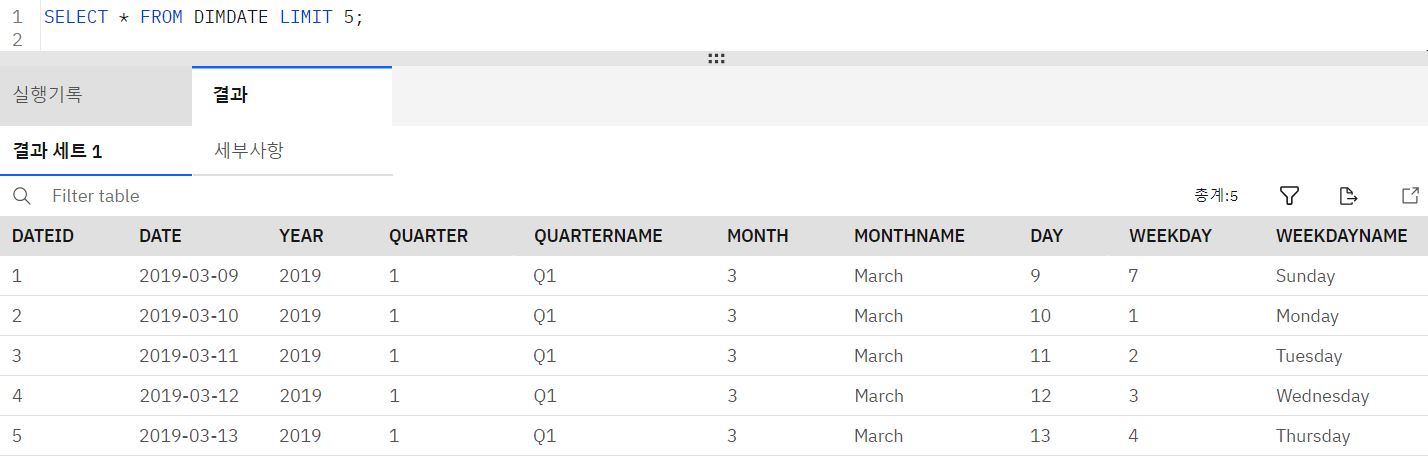 1 SELECT * FROM DIMDATE LIMIT 5;
2
실행기록 결과
결과 세트 1 세부사항
Filter table 총계:5
DATEID DATE YEAR QUARTER QUARTERNAME MONTH MONTHNAME DAY WEEKDAY WEEKDAYNAME
1 2019-03-09 2019 1 Q1 3 March 9 7 Sunday
2 2019-03-10 2019 1 Q1 3 March 10 1 Monday
3 2019-03-11 2019 1 Q1 3 March 11 2 Tuesday
4 2019-03-12 2019 1 Q1 3 March 12 3 Wednesday
5 2019-03-13 2019 1 Q1 3 March 13 4 Thursday